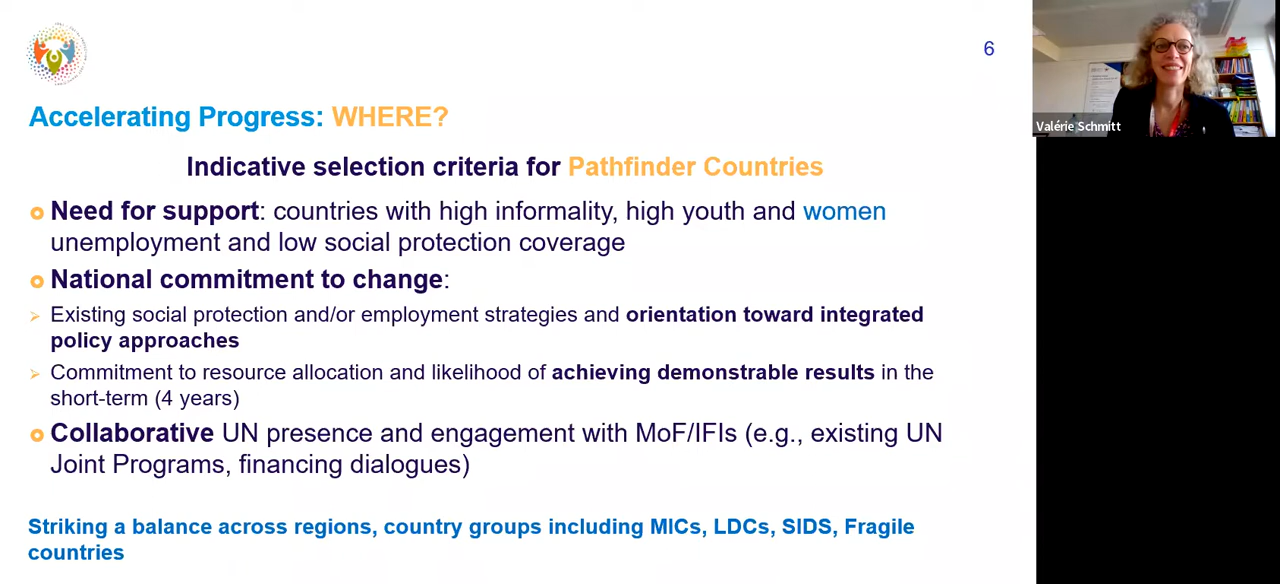 6
Accelerating Progress: WHERE?
Indicative selection criteria for Pathfinder Countries
Need for support: countries with high informality, high youth and women
unemployment and low social protection coverage
National commitment to change:
Existing social protection and/or employment strategies and orientation toward integrated
policy approaches
Commitment to resource allocation and likelihood of achieving demonstrable results in the
short-term (4 years)
Collaborative UN presence and engagement with MoF/IFIs (e.g., existing UN
Joint Programs, financing dialogues)
Striking a balance across regions, country groups including MICs, LDCs, SIDS, Fragile
countries
Valérie Schmitt